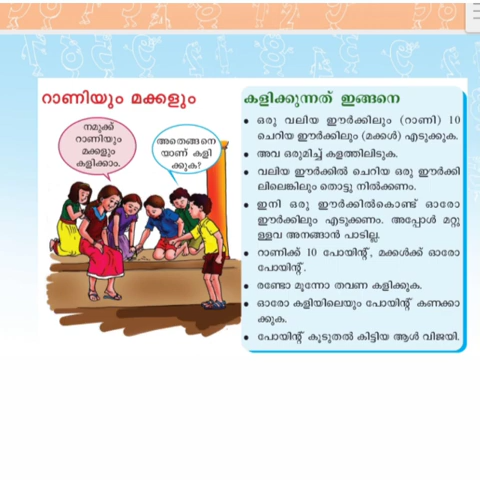 റാണിയും മക്കളും
നമുക്ക്
റാണിയും
മക്കളും
കളിക്കാം.
അതെങ്ങനെ
യാണ് കളി
ക്കുക?
കളിക്കുന്നത് ഇങ്ങനെ
• ഒരു വലിയ ഈർക്കിലും (റാണി) 10
ചെറിയ ഈർക്കിലും (മക്കൾ) എടുക്കുക.
• അവ ഒരുമിച്ച് കളത്തിലിടുക.
• വലിയ ഈർക്കിൽ ചെറിയ ഒരു ഈർക്കി
ലിലെങ്കിലും തൊട്ടു നിൽക്കണം.
• ഇനി ഒരു ഈർക്കിൽകൊണ്ട് ഓരോ
ഈർക്കിലും എടുക്കണം. അപ്പോൾ മറ്റു
ള്ളവ അനങ്ങാൻ പാടില്ല.
• റാണിക്ക് 10 പോയിന്റ്, മക്കൾക്ക് ഓരോ
പോയിന്റ്.
• രണ്ടോ മൂന്നോ തവണ കളിക്കുക.
• ഓരോ കളിയിലെയും പോയിന്റ് കണക്കാ
ക്കുക.
• പോയിന്റ് കൂടുതൽ കിട്ടിയ ആൾ വിജയി.